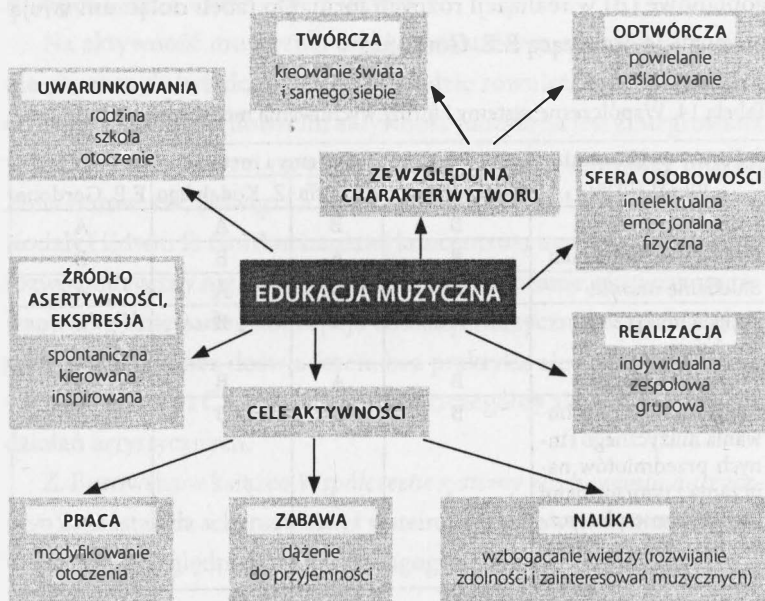 TWÓRCZA
kreowanie świata
i samego siebie
ODTWÓRCZA
powielanie
naśladowanie
UWARUNKOWANIA
rodzina
szkoła
otoczenie
ZE WZGLĘDU NA
CHARAKTER WYTWORU
SFERA OSOBOWOŚCI
intelektualna
emocjonalna
fizyczna
ŹRÓDŁO
ASERTYWNOŚCI,
EKSPRESJA
spontaniczna
kierowana
inspirowana
EDUKACJA MUZYCZNA
REALIZACJA
indywidualna
zespołowa
grupowa
CELE AKTYWNOŚCI
PRACA
modyfikowanie
otoczenia
ZABAWA
dążenie
do przyjemności
NAUKA
wzbogacanie wiedzy (rozwijanie
zdolności i zainteresowań muzycznych)